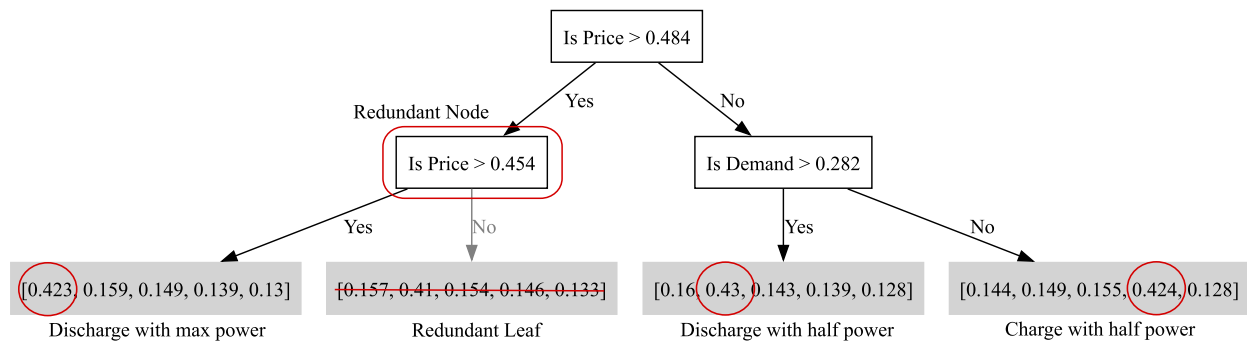 Is Price > 0.484
Yes
No
Redundant Node
Is Price > 0.454
Is Demand > 0.282
Yes
No
Yes
No
[0.423, 0.159, 0.149, 0.139, 0.13]
[0.157, 0.41, 0.154, 0.146, 0.133]
[0.16, 0.43, 0.143, 0.139, 0.128]
[0.144, 0.149, 0.155, 0.424, 0.128]
Discharge with max power
Redundant Leaf
Discharge with half power
Charge with half power